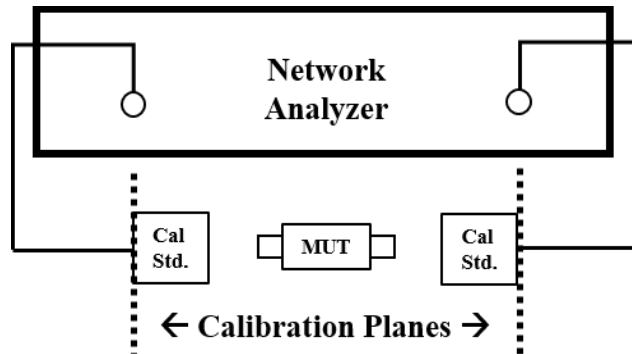 Network
Analyzer
Cal
Std.
MUT
Cal
Std.
← Calibration Planes →